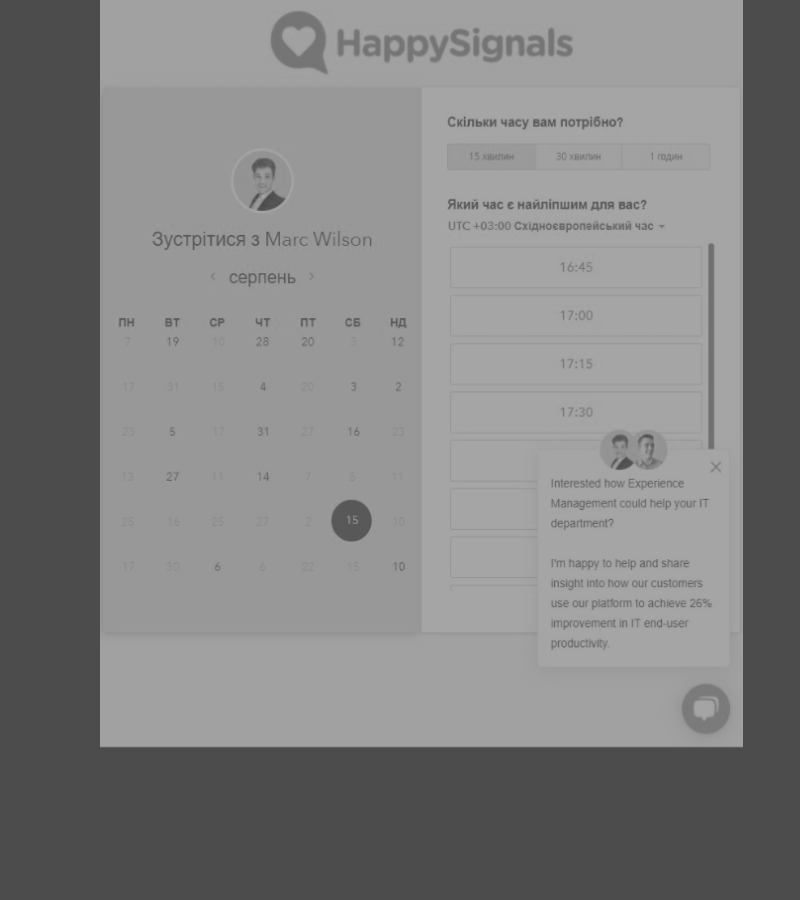 HappySignals
Зустрітися з Marc Wilson
серпень
ПН ВТ СР ЧТ ПТ СБ НД
7 19 10 28 20 9 12
17 31 15 4 20 3 2
23 5 17 31 27 16 23
13 27 11 14 7 8 11
25 16 25 27 2 15 10
17 30 6 6 22 15 10
Скільки часу вам потрібно?
15 хвилин 30 хвилин 1 годин
Який час є найліпшим для вас?
UTC +03:00 Східноєвропейський час
16:45
17:00
17:15
17:30
Interested how Experience
Management could help your IT
department?
I'm happy to help and share
insight into how our customers
use our platform to achieve 26%
improvement in IT end-user
productivity.